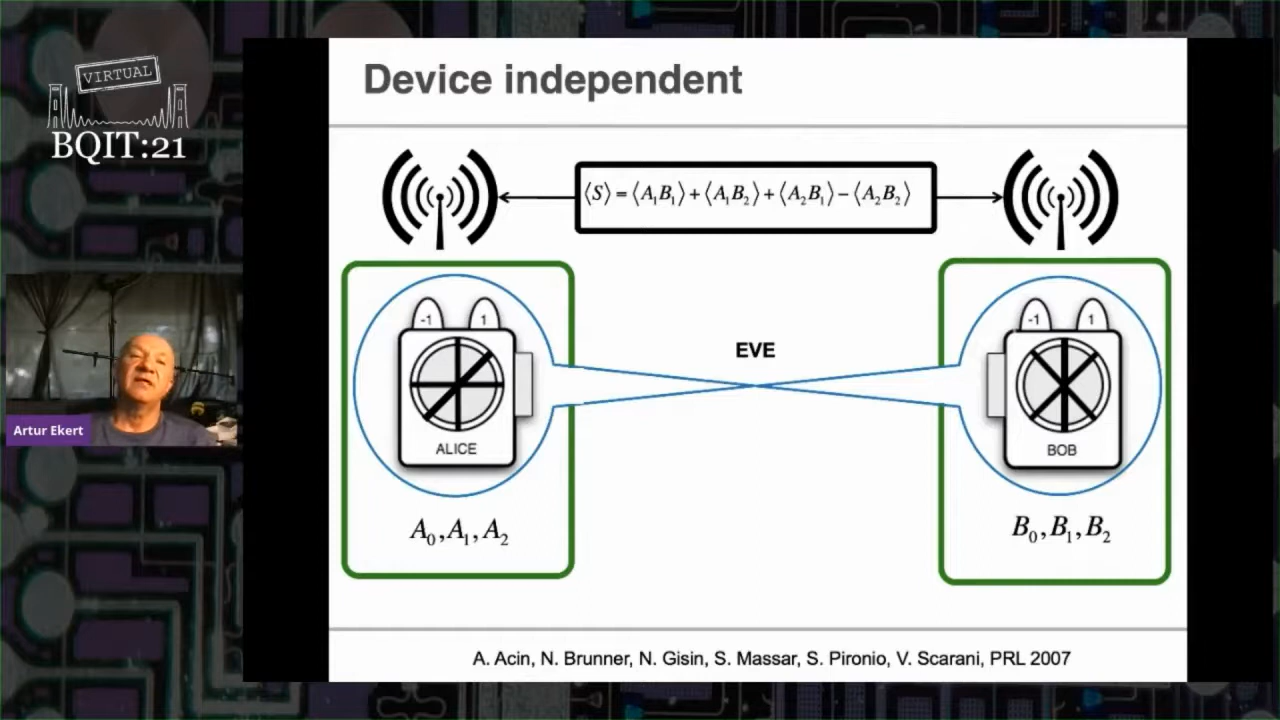 VIRTUAL
BQIT:21
Device independent
⟨S⟩ = ⟨A₁B₁⟩ + ⟨A₁B₂⟩ + ⟨A₂B₁⟩ − ⟨A₂B₂⟩
-1 1
-1 1
EVE
ALICE
BOB
Artur Ekert
A₀, A₁, A₂
B₀, B₁, B₂
A. Acin, N. Brunner, N. Gisin, S. Massar, S. Pironio, V. Scarani, PRL 2007